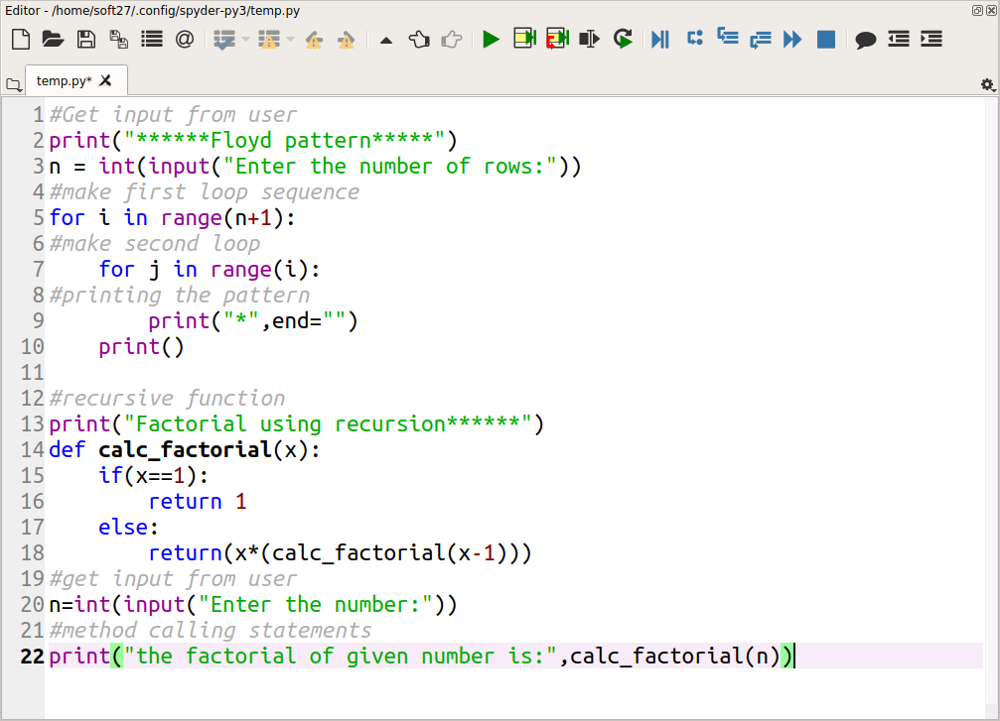 Editor - /home/soft27/.config/spyder-py3/temp.py
@
temp.py*
1 #Get input from user
2 print("******Floyd pattern*****")
3 n = int(input("Enter the number of rows:"))
4 #make first loop sequence
5 for i in range(n+1):
6 #make second loop
7     for j in range(i):
8 #printing the pattern
9         print("*",end="")
10     print()
11
12 #recursive function
13 print("Factorial using recursion******")
14 def calc_factorial(x):
15     if(x==1):
16         return 1
17     else:
18         return(x*(calc_factorial(x-1)))
19 #get input from user
20 n=int(input("Enter the number:"))
21 #method calling statements
22 print("the factorial of given number is:",calc_factorial(n))